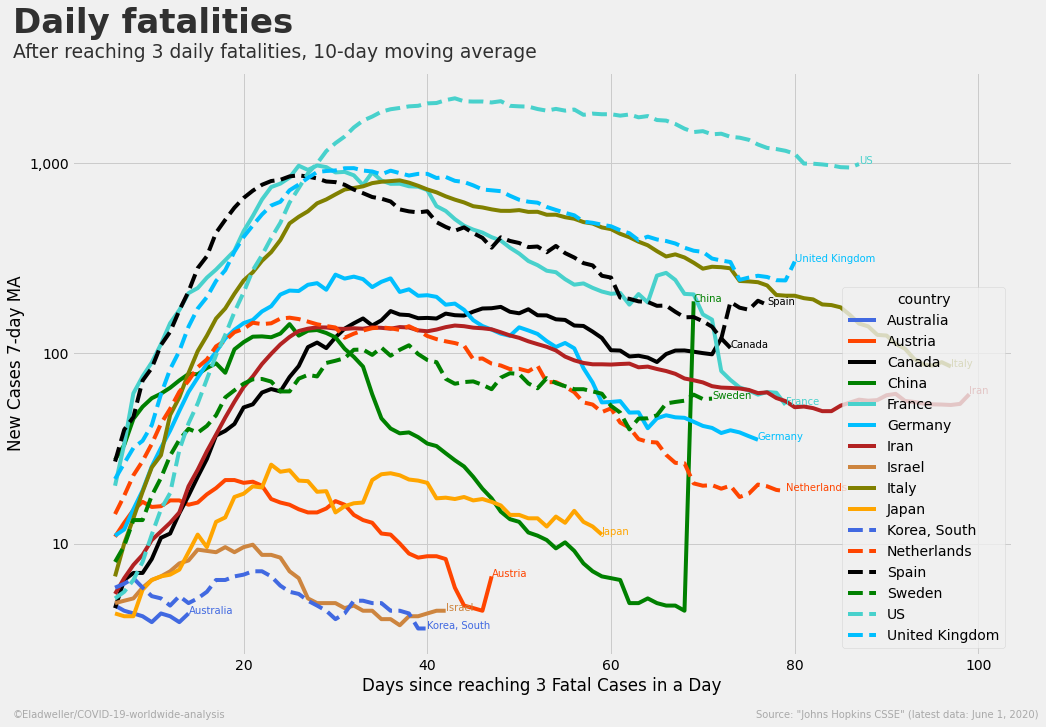 Daily fatalities
After reaching 3 daily fatalities, 10-day moving average
New Cases 7-day MA
1,000
100
10
20
40
60
80
100
Days since reaching 3 Fatal Cases in a Day
US
United Kingdom
China
Spain
Canada
Italy
Iran
France
Sweden
Germany
Netherland
Japan
Austria
Israel
Australia
Korea, South
country
Australia
Austria
Canada
China
France
Germany
Iran
Israel
Italy
Japan
Korea, South
Netherlands
Spain
Sweden
US
United Kingdom
©Eladweller/COVID-19-worldwide-analysis
Source: "Johns Hopkins CSSE" (latest data: June 1, 2020)